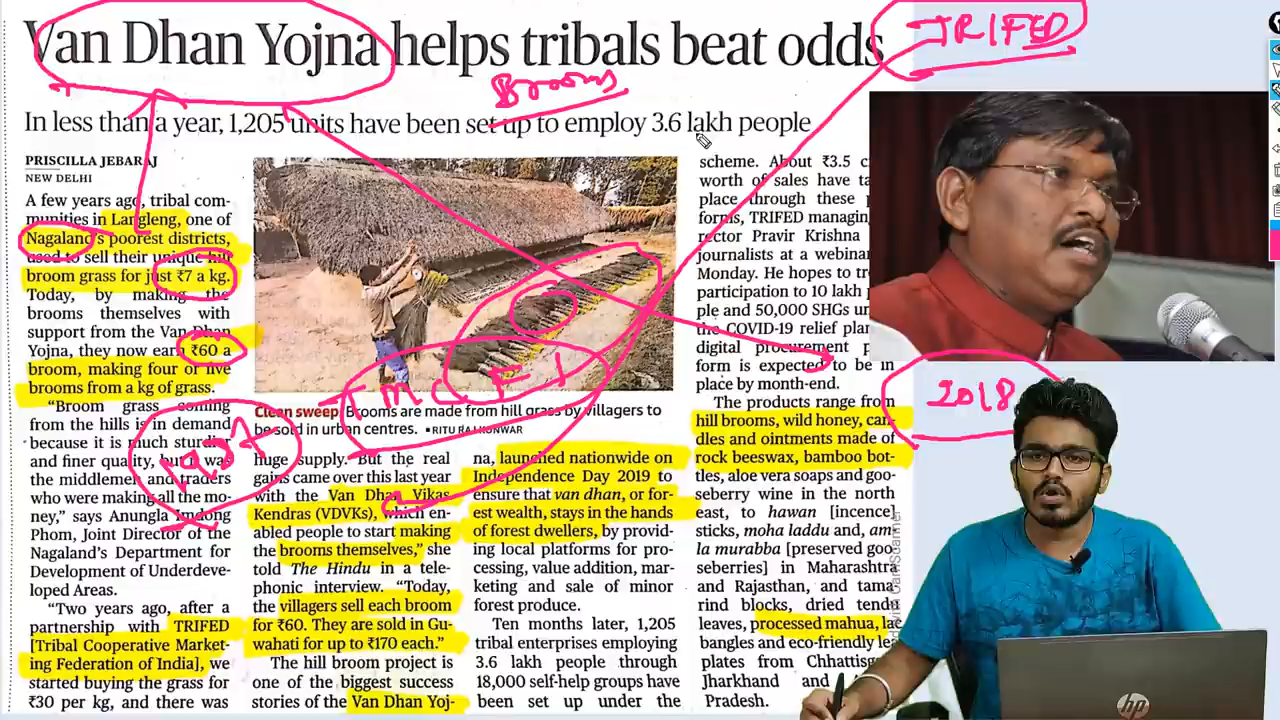 Van Dhan Yojna helps tribals beat odds
TRIFED
Brooms
In less than a year, 1,205 units have been set up to employ 3.6 lakh people
PRISCILLA JEBARAJ
NEW DELHI
A few years ago, tribal com-
munities in Langleng, one of
Nagaland's poorest districts,
used to sell their unique hill
broom grass for just ₹7 a kg.
Today, by making the
brooms themselves with
support from the Van Dhan
Yojna, they now earn ₹60 a
broom, making four or five
brooms from a kg of grass.
"Broom grass coming
from the hills is in demand
because it is much sturdier
and finer quality, but it was
the middlemen and traders
who were making all the mo-
ney," says Anungla Imdong
Phom, Joint Director of the
Nagaland's Department for
Development of Underdeve-
loped Areas.
"Two years ago, after a
partnership with TRIFED
[Tribal Cooperative Market-
ing Federation of India], we
started buying the grass for
₹30 per kg, and there was
Clean sweep: Brooms are made from hill grass by villagers to
be sold in urban centres. ▪ RITU RAJ KONWAR
huge supply. But the real
gains came over this last year
with the Van Dhan Vikas
Kendras (VDVKs), which en-
abled people to start making
the brooms themselves," she
told The Hindu in a tele-
phonic interview. "Today,
the villagers sell each broom
for ₹60. They are sold in Gu-
wahati for up to ₹170 each."
The hill broom project is
one of the biggest success
stories of the Van Dhan Yoj-
na, launched nationwide on
Independence Day 2019 to
ensure that van dhan, or for-
est wealth, stays in the hands
of forest dwellers, by provid-
ing local platforms for pro-
cessing, value addition, mar-
keting and sale of minor
forest produce.
Ten months later, 1,205
tribal enterprises employing
3.6 lakh people through
18,000 self-help groups have
been set up under the
scheme. About ₹3.5 c
worth of sales have ta
place through these p
forms, TRIFED managin
rector Pravir Krishna
journalists at a webina
Monday. He hopes to tr
participation to 10 lakh p
ple and 50,000 SHGs un
the COVID-19 relief plan
digital procurement p
form is expected to be in
place by month-end.
The products range from
hill brooms, wild honey, can-
dles and ointments made of
rock beeswax, bamboo bot-
tles, aloe vera soaps and goo-
seberry wine in the north
east, to hawan [incense]
sticks, moha laddu and, am
la murabba [preserved goo
seberries] in Maharashtra
and Rajasthan, and tama-
rind blocks, dried tendu
leaves, processed mahua, lac
bangles and eco-friendly le
plates from Chhattisg
Jharkhand and
Pradesh.
2018
hp